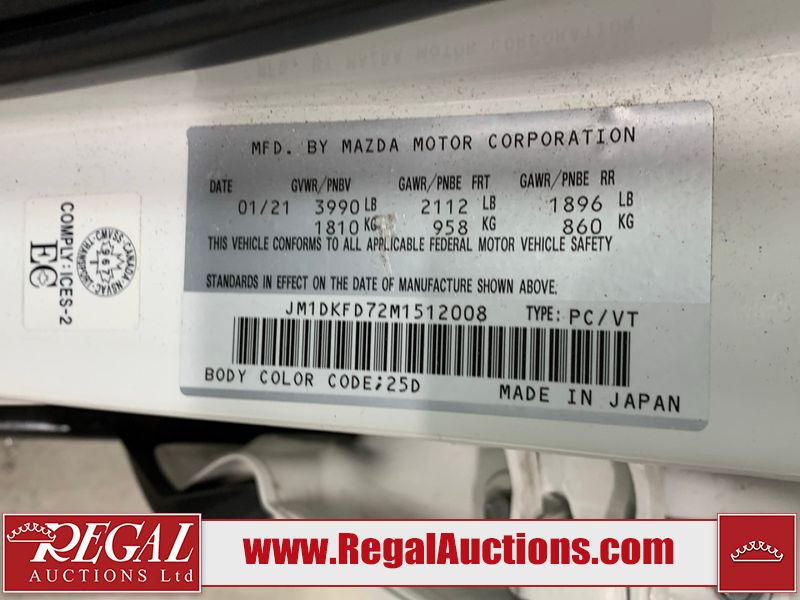 MFD. BY MAZDA MOTOR CORPORATION
DATE GVWR/PNBV GAWR/PNBE FRT GAWR/PNBE RR
01/21 3990 LB 2112 LB 1896 LB
1810 KG 958 KG 860 KG
THIS VEHICLE CONFORMS TO ALL APPLICABLE FEDERAL MOTOR VEHICLE SAFETY
STANDARDS IN EFFECT ON THE DATE OF MANUFACTURE SHOWN ABOVE.
JM1DKFD72M1512008 TYPE: PC/VT
BODY COLOR CODE;25D
MADE IN JAPAN
COMPLY: ICES-2
EC
REGAL
AUCTIONS Ltd
www.RegalAuctions.com